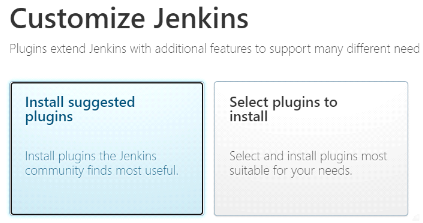 Customize Jenkins
Plugins extend Jenkins with additional features to support many different need
Install suggested
plugins
Install plugins the Jenkins
community finds most useful.
Select plugins to
install
Select and install plugins most
suitable for your needs.